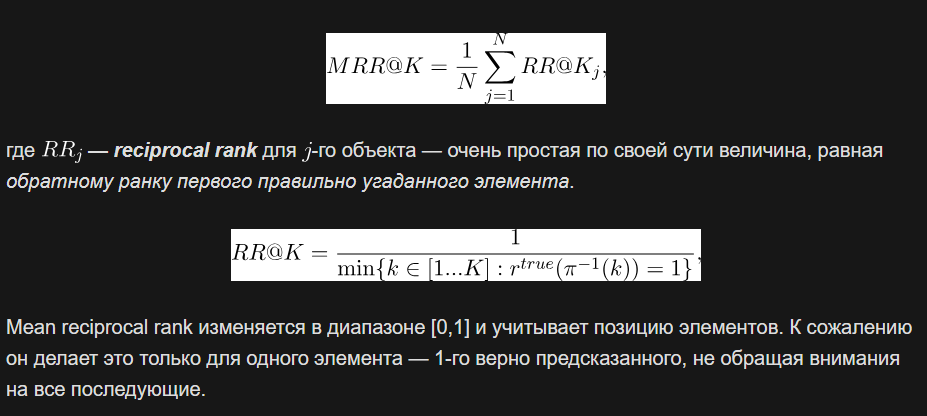 MRR@K = \frac{1}{N} \sum_{j=1}^{N} RR@K_j,
где RR_j — reciprocal rank для j-го объекта — очень простая по своей сути величина, равная
обратному ранку первого правильно угаданного элемента.
RR@K = \frac{1}{\min\{k \in [1...K] : r^{true}(\pi^{-1}(k)) = 1\}},
Mean reciprocal rank изменяется в диапазоне [0,1] и учитывает позицию элементов. К сожалению
он делает это только для одного элемента — 1-го верно предсказанного, не обращая внимания
на все последующие.